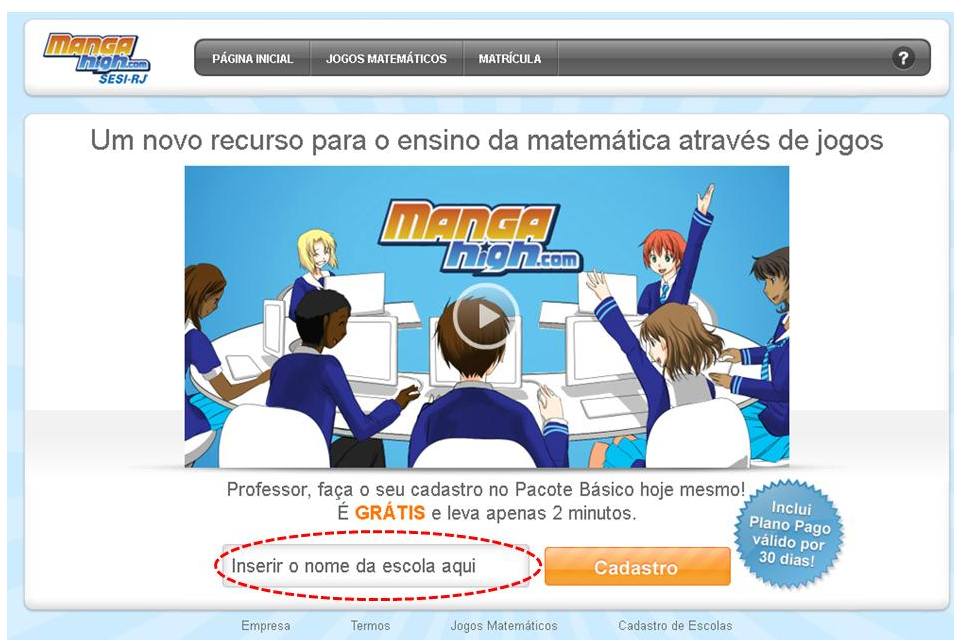 MANGA
high.com
SESI-RJ
PÁGINA INICIAL
JOGOS MATEMÁTICOS
MATRÍCULA
?
Um novo recurso para o ensino da matemática através de jogos
MANGA
high.com
Professor, faça o seu cadastro no Pacote Básico hoje mesmo!
É GRÁTIS e leva apenas 2 minutos.
Inclui
Plano Pago
válido por
30 dias!
Inserir o nome da escola aqui
Cadastro
Empresa
Termos
Jogos Matemáticos
Cadastro de Escolas